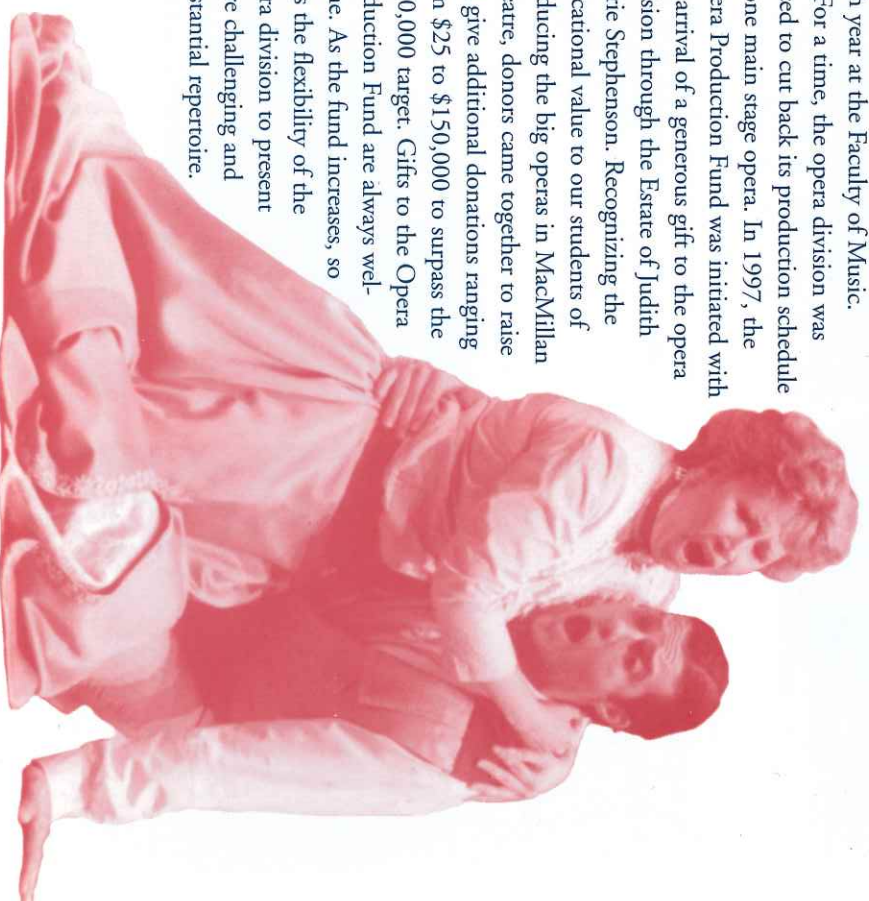 n year at the Faculty of Music.
For a time, the opera division was
ed to cut back its production schedule
one main stage opera. In 1997, the
era Production Fund was initiated with
arrival of a generous gift to the opera
sion through the Estate of Judith
cie Stephenson. Recognizing the
cational value to our students of
ducing the big operas in MacMillan
atre, donors came together to raise
give additional donations ranging
n $25 to $150,000 to surpass the
0,000 target. Gifts to the Opera
duction Fund are always wel-
ne. As the fund increases, so
s the flexibility of the
ra division to present
re challenging and
stantial repertoire.